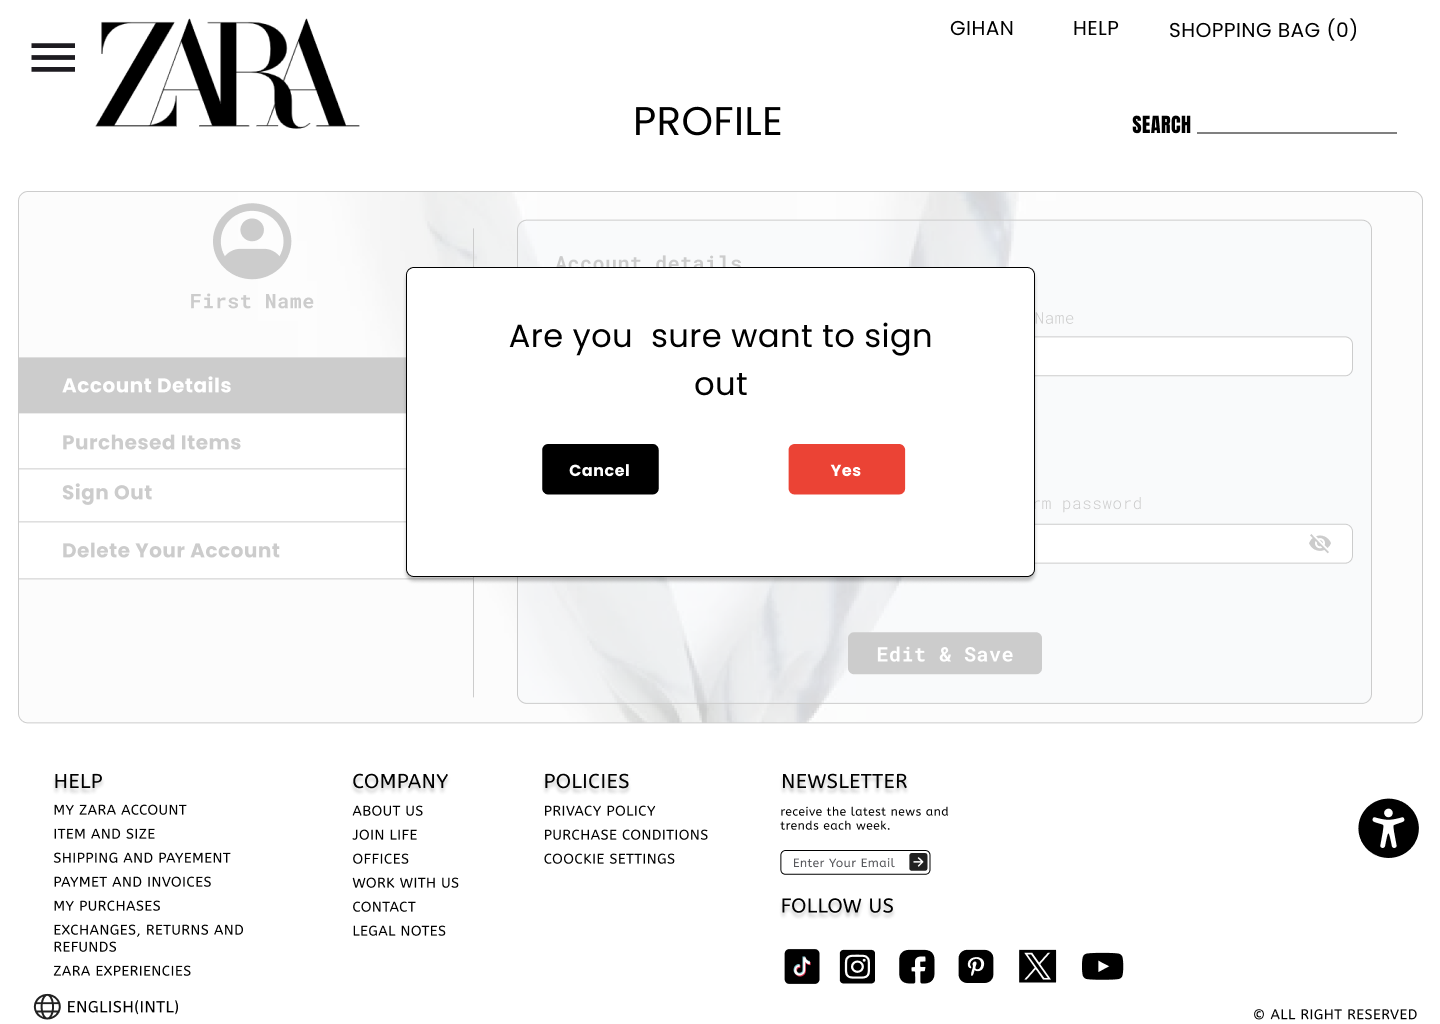 ZARA
GIHAN
HELP
SHOPPING BAG (0)
PROFILE
SEARCH
First Name
Account Details
Purchesed Items
Sign Out
Delete Your Account
Account details
Name
rm password
Edit & Save
Are you sure want to sign
out
Cancel
Yes
HELP
MY ZARA ACCOUNT
ITEM AND SIZE
SHIPPING AND PAYEMENT
PAYMET AND INVOICES
MY PURCHASES
EXCHANGES, RETURNS AND
REFUNDS
ZARA EXPERIENCIES
ENGLISH(INTL)
COMPANY
ABOUT US
JOIN LIFE
OFFICES
WORK WITH US
CONTACT
LEGAL NOTES
POLICIES
PRIVACY POLICY
PURCHASE CONDITIONS
COOCKIE SETTINGS
NEWSLETTER
receive the latest news and
trends each week.
Enter Your Email
FOLLOW US
© ALL RIGHT RESERVED